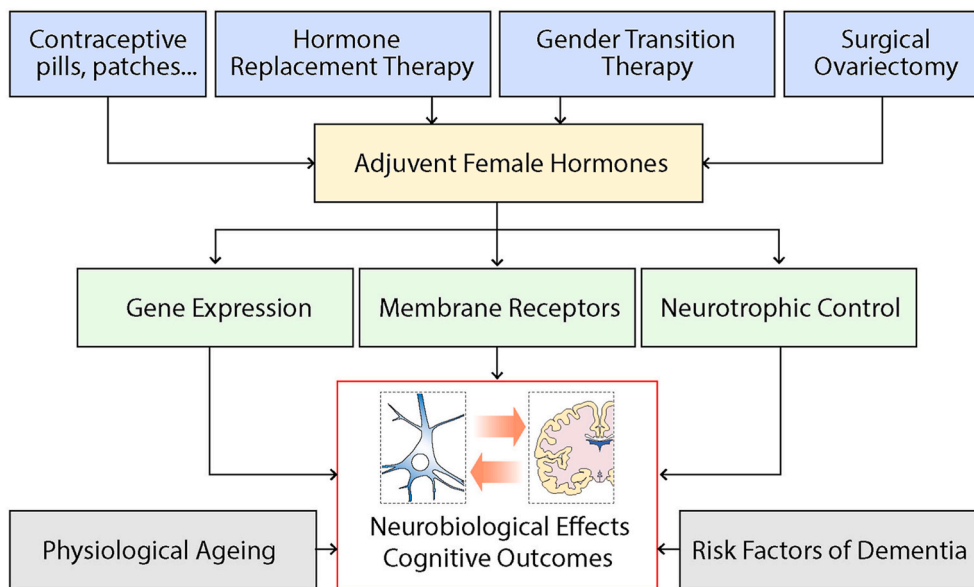 Contraceptive
pills, patches...
Hormone
Replacement Therapy
Gender Transition
Therapy
Surgical
Ovariectomy
Adjuvent Female Hormones
Gene Expression
Membrane Receptors
Neurotrophic Control
Neurobiological Effects
Cognitive Outcomes
Physiological Ageing
Risk Factors of Dementia